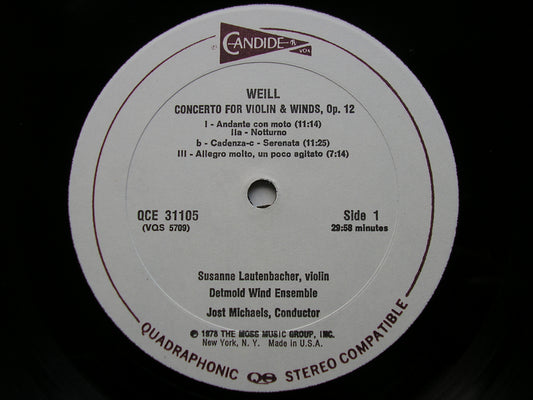 CANDIDE
VOX
WEILL
CONCERTO FOR VIOLIN & WINDS, Op. 12
I - Andante con moto (11:14)
IIa - Notturno
b - Cadenza-c - Serenata (11:25)
III - Allegro molto, un poco agitato (7:14)
QCE 31105
Side 1
(VQS 5709)
29:58 minutes
Susanne Lautenbacher, violin
Detmold Wind Ensemble
Jost Michaels, Conductor
℗ 1978 THE MOSS MUSIC GROUP, INC.
New York, N. Y. Made in U.S.A.
QUADRAPHONIC QS STEREO COMPATIBLE